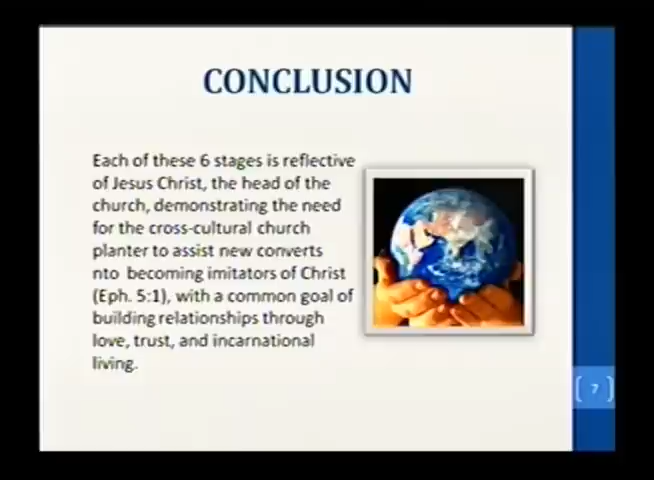 CONCLUSION
Each of these 6 stages is reflective
of Jesus Christ, the head of the
church, demonstrating the need
for the cross-cultural church
planter to assist new converts
nto becoming imitators of Christ
(Eph. 5:1), with a common goal of
building relationships through
love, trust, and incarnational
living.
[ 7 ]